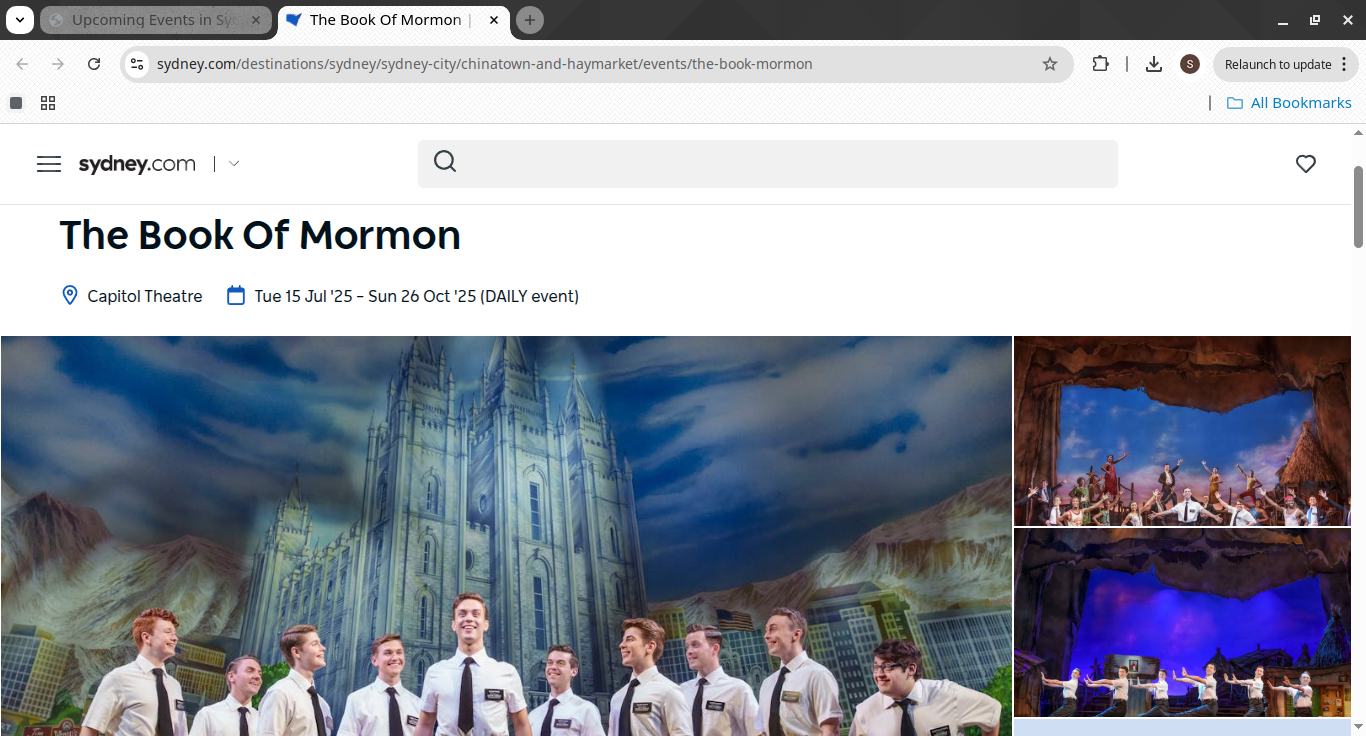 Upcoming Events in Sy
The Book Of Mormon |
sydney.com/destinations/sydney/sydney-city/chinatown-and-haymarket/events/the-book-mormon
S
Relaunch to update
All Bookmarks
sydney.com
The Book Of Mormon
Capitol Theatre
Tue 15 Jul '25 – Sun 26 Oct '25 (DAILY event)